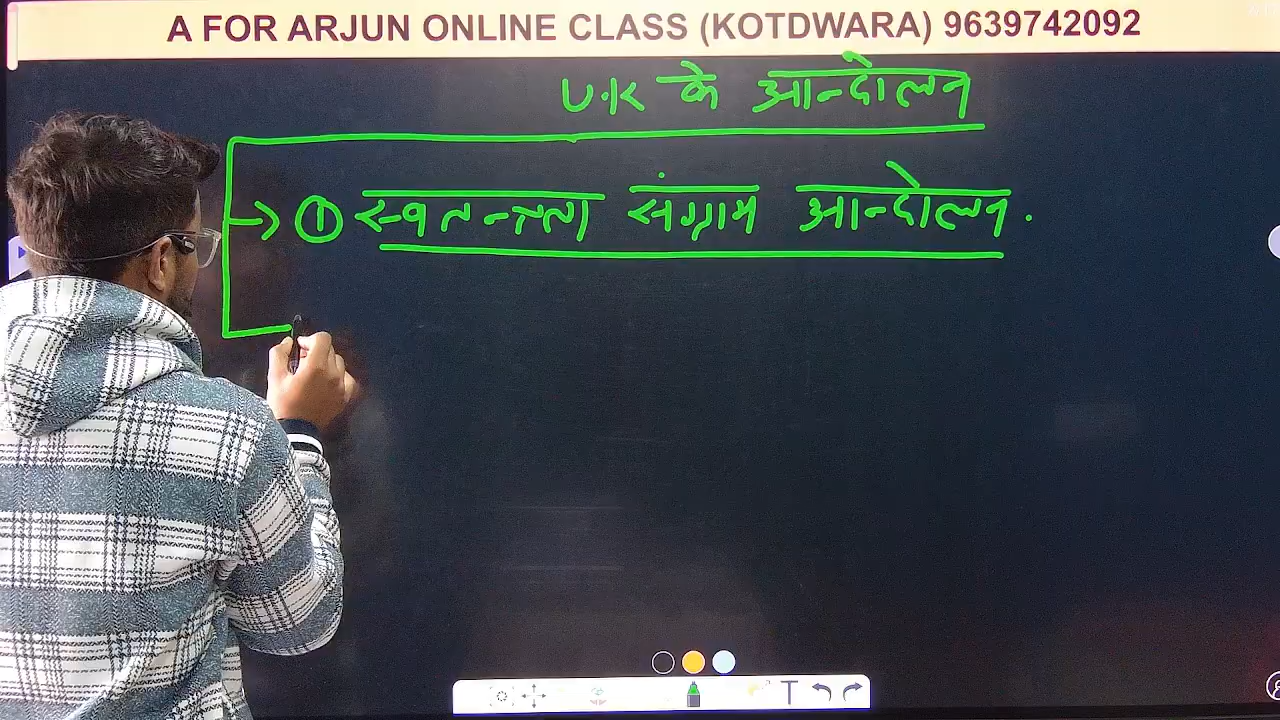 A FOR ARJUN ONLINE CLASS (KOTDWARA) 9639742092
U.K के आन्दोलन
→ ① स्वतन्त्रता संग्राम आन्दोलन.
T